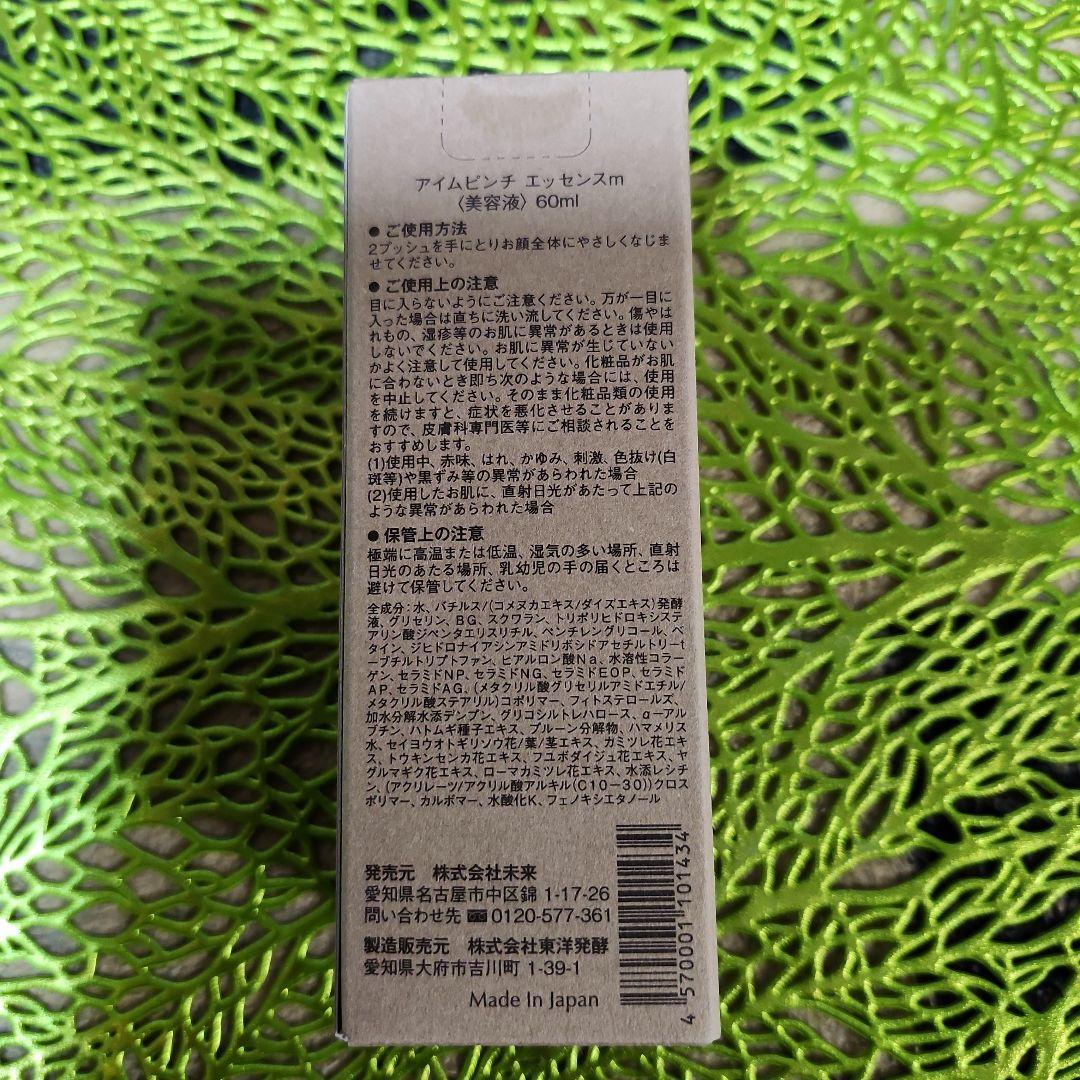 アイムピンチ エッセンスm
〈美容液〉60ml
● ご使用方法
2プッシュを手にとりお顔全体にやさしくなじま
せてください。
● ご使用上の注意
目に入らないようにご注意ください。万が一目に
入った場合は直ちに洗い流してください。傷やは
れもの、湿疹等のお肌に異常があるときは使用
しないでください。お肌に異常が生じていない
かよく注意して使用してください。化粧品がお肌
に合わないとき即ち次のような場合には、使用
を中止してください。そのまま化粧品類の使用
を続けますと、症状を悪化させることがありま
すので、皮膚科専門医等にご相談されることを
おすすめします。
(1)使用中、赤味、はれ、かゆみ、刺激、色抜け(白
斑等)や黒ずみ等の異常があらわれた場合
(2)使用したお肌に、直射日光があたって上記の
ような異常があらわれた場合
● 保管上の注意
極端に高温または低温、湿気の多い場所、直射
日光のあたる場所、乳幼児の手の届くところは
避けて保管してください。
全成分：水、バチルス/(コメヌカエキス/ダイズエキス)発酵
液、グリセリン、BG、スクワラン、トリポリヒドロキシステ
アリン酸ジペンタエリスリチル、ペンチレングリコール、ベ
タイン、ジヒドロナイアシンアミドリボシドアセチルトリーt
ーブチルトリプトファン、ヒアルロン酸Na、水溶性コラー
ゲン、セラミドNP、セラミドNG、セラミドEOP、セラミド
AP、セラミドAG、(メタクリル酸グリセリルアミドエチル/
メタクリル酸ステアリル)コポリマー、フィトステロールズ、
加水分解水添デンプン、グリコシルトレハロース、αーアル
ブチン、ハトムギ種子エキス、プルーン分解物、ハマメリス
水、セイヨウオトギリソウ花/葉/茎エキス、カミツレ花エキ
ス、トウキンセンカ花エキス、フユボダイジュ花エキス、ヤ
グルマギク花エキス、ローマカミツレ花エキス、水添レシチ
ン、(アクリレーツ/アクリル酸アルキル(C10－30))クロス
ポリマー、カルボマー、水酸化K、フェノキシエタノール
発売元 株式会社未来
愛知県名古屋市中区錦 1-17-26
問い合わせ先 ☎ 0120-577-361
製造販売元 株式会社東洋発酵
愛知県大府市吉川町 1-39-1
Made In Japan
4 570001 101434